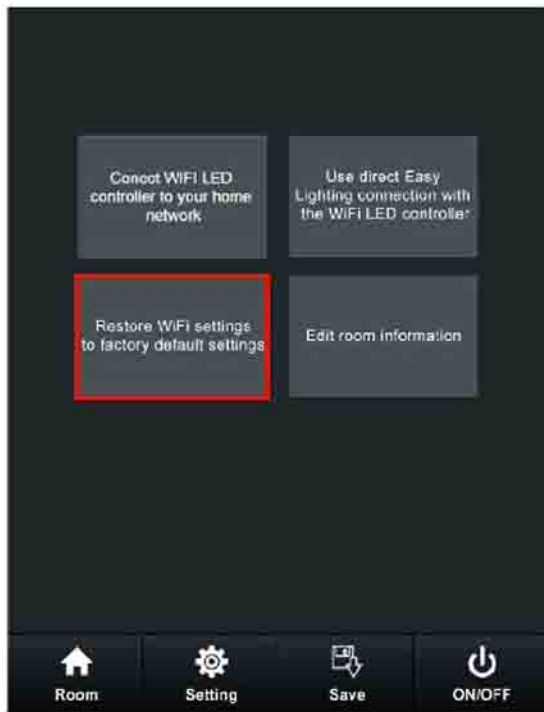 Conect WIFI LED
controller to your home
network
Use direct Easy
Lighting connection with
the WiFi LED controller
Restore WiFi settings
to factory default settings
Edit room information
Room
Setting
Save
ON/OFF